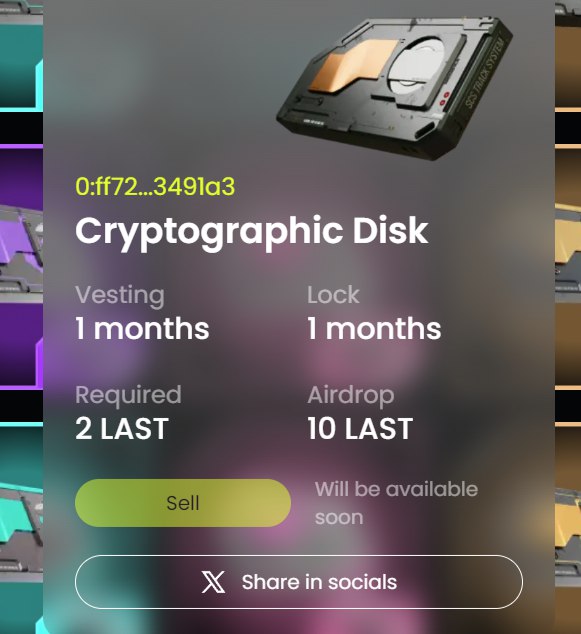 SCS TRACK SYSTEM
0:ff72...3491a3
Cryptographic Disk
Vesting
Lock
1 months
1 months
Required
Airdrop
2 LAST
10 LAST
Sell
Will be available
soon
Share in socials